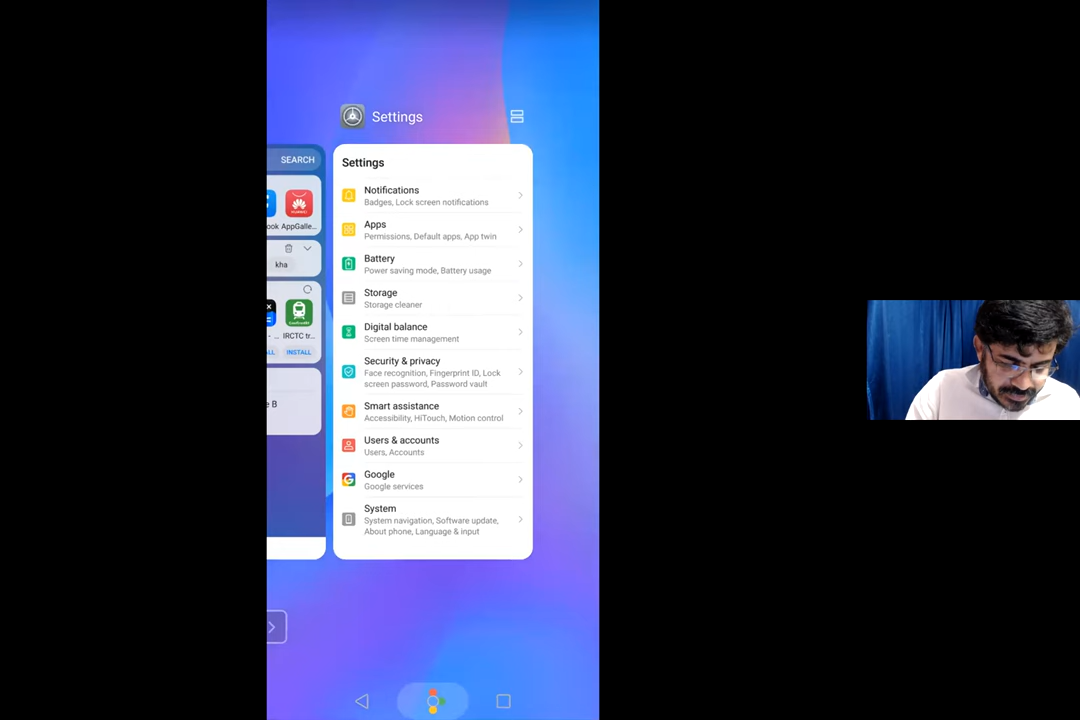 Settings
SEARCH
ook AppGalle...
kha
- ... IRCTC tr...
ALL INSTALL
e B
Settings
Notifications
Badges, Lock screen notifications
Apps
Permissions, Default apps, App twin
Battery
Power saving mode, Battery usage
Storage
Storage cleaner
Digital balance
Screen time management
Security & privacy
Face recognition, Fingerprint ID, Lock
screen password, Password vault
Smart assistance
Accessibility, HiTouch, Motion control
Users & accounts
Users, Accounts
Google
Google services
System
System navigation, Software update,
About phone, Language & input